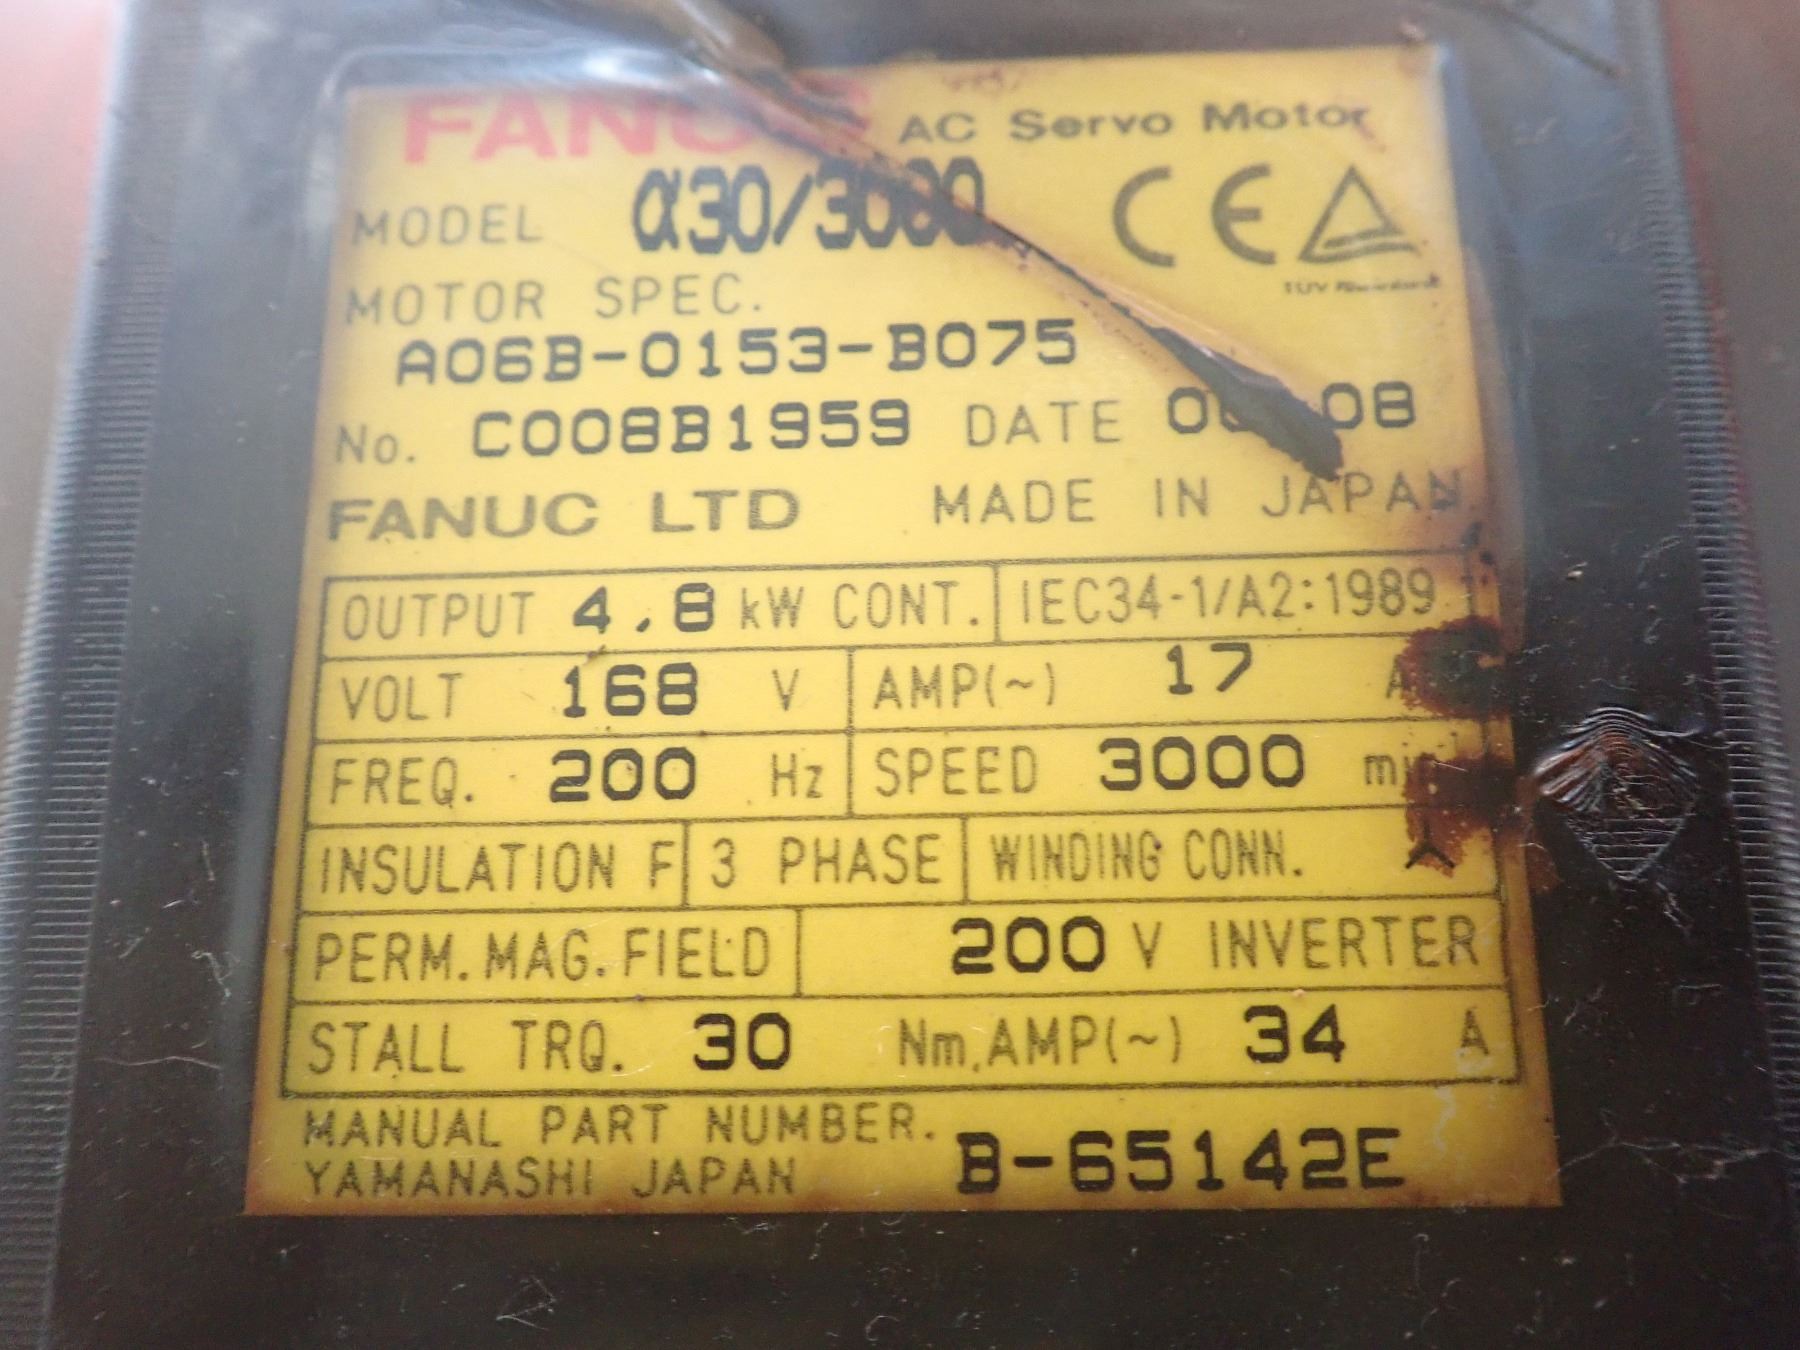 FANUC AC Servo Motor
MODEL α30/3000
CE
MOTOR SPEC.
A06B-0153-B075
No. C008B1959 DATE 08
FANUC LTD MADE IN JAPAN
OUTPUT 4.8 kW CONT. IEC34-1/A2:1989
VOLT 168 V AMP(~) 17 A
FREQ. 200 Hz SPEED 3000
INSULATION F 3 PHASE WINDING CONN.
PERM. MAG. FIELD 200 V INVERTER
STALL TRQ. 30 Nm, AMP(~) 34 A
MANUAL PART NUMBER.
YAMANASHI JAPAN B-65142E